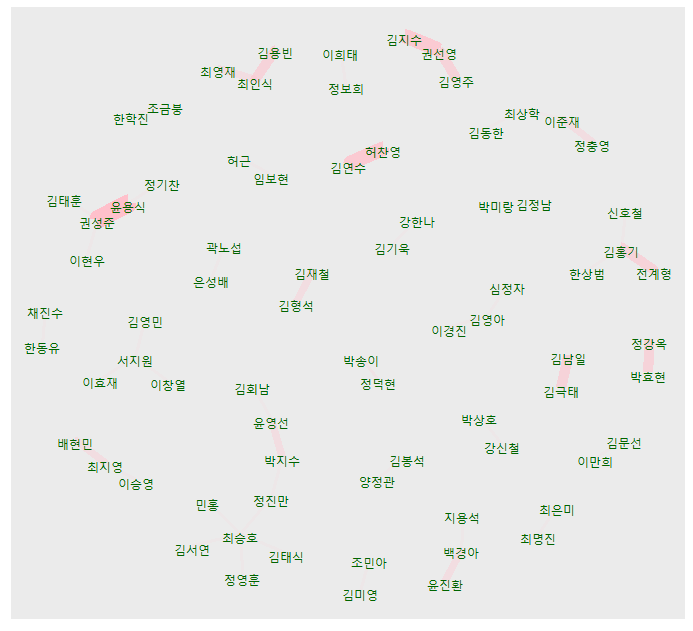 김지수
김용빈
이희태
권선영
최영재
최인식
정보희
김영주
조금붕
한학진
최상학
이준재
김동한
정충영
허찬영
허근
김연수
임보현
정기찬
김태훈
윤용식
권성준
박미랑
김정남
신호철
강한나
곽노섭
김기욱
김홍기
이현우
은성배
김재철
한상범
전계형
심정자
김형석
채진수
김영민
김영아
이경진
한동유
서지원
박송이
김남일
정강옥
이효재
이창열
김회남
정덕현
김극태
박효현
윤영선
박상호
배현민
강신철
김문선
최지영
박지수
김봉석
이만희
이승영
양정관
민홍
정진만
지용석
최은미
김서연
최승호
김태식
조민아
백경아
최명진
정영훈
김미영
윤진환